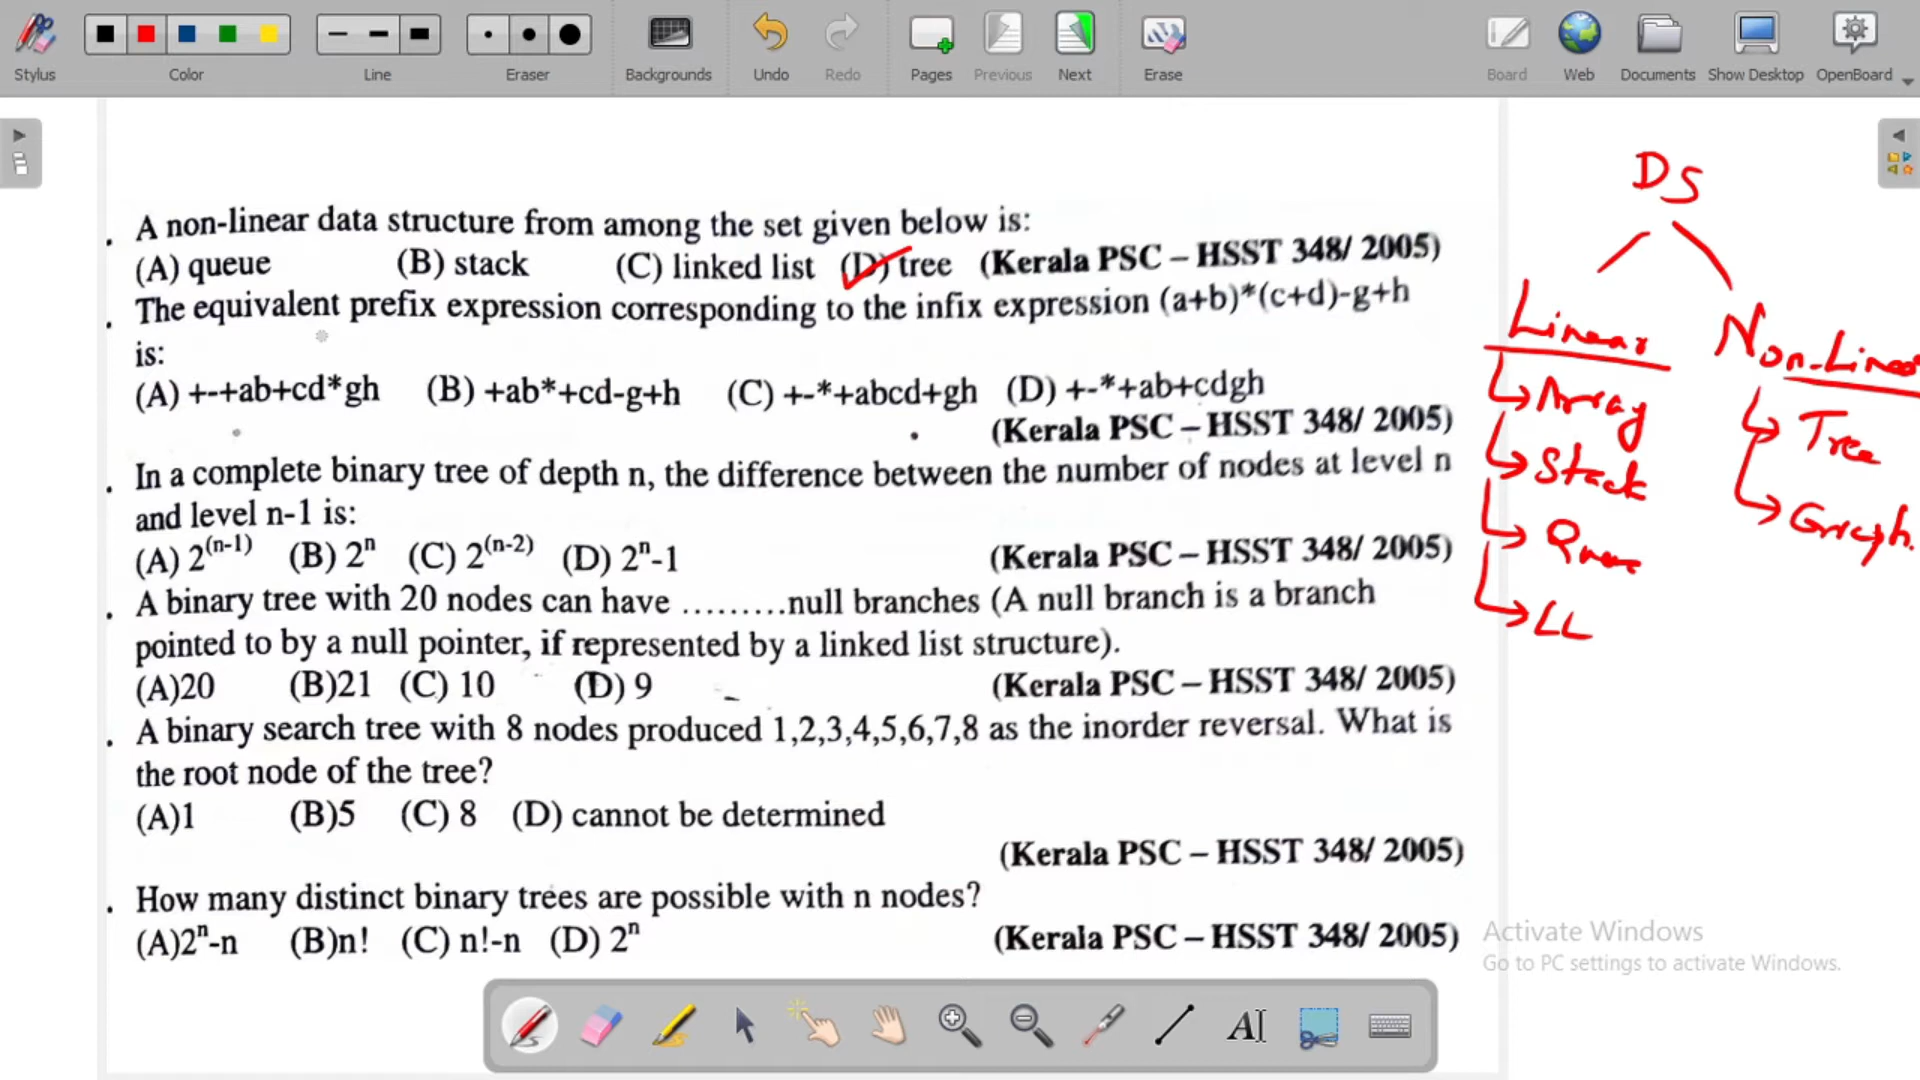 Stylus
Color
Line
Eraser
Backgrounds
Undo
Redo
Pages
Previous
Next
Erase
Board
Web
Documents
Show Desktop
OpenBoard
. A non-linear data structure from among the set given below is:
(A) queue (B) stack (C) linked list (D) tree (Kerala PSC – HSST 348/ 2005)
. The equivalent prefix expression corresponding to the infix expression (a+b)*(c+d)-g+h
is:
(A) +-+ab+cd*gh (B) +ab*+cd-g+h (C) +-*+abcd+gh (D) +-*+ab+cdgh
(Kerala PSC – HSST 348/ 2005)
. In a complete binary tree of depth n, the difference between the number of nodes at level n
and level n-1 is:
(A) 2^(n-1) (B) 2^n (C) 2^(n-2) (D) 2^n-1 (Kerala PSC – HSST 348/ 2005)
. A binary tree with 20 nodes can have .........null branches (A null branch is a branch
pointed to by a null pointer, if represented by a linked list structure).
(A)20 (B)21 (C) 10 (D) 9 (Kerala PSC – HSST 348/ 2005)
. A binary search tree with 8 nodes produced 1,2,3,4,5,6,7,8 as the inorder reversal. What is
the root node of the tree?
(A)1 (B)5 (C) 8 (D) cannot be determined
(Kerala PSC – HSST 348/ 2005)
. How many distinct binary trees are possible with n nodes?
(A)2^n-n (B)n! (C) n!-n (D) 2^n (Kerala PSC – HSST 348/ 2005)
DS
Linear
Array
Stack
LL
Non-Linear
Tree
Graph.
Activate Windows
Go to PC settings to activate Windows.